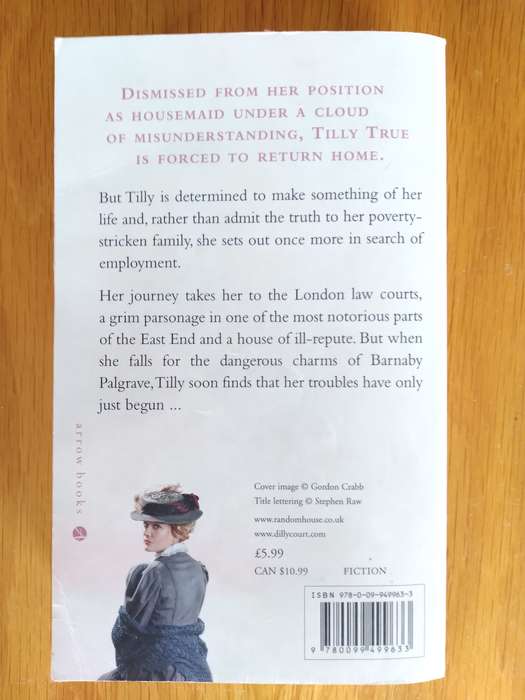 DISMISSED FROM HER POSITION
AS HOUSEMAID UNDER A CLOUD
OF MISUNDERSTANDING, TILLY TRUE
IS FORCED TO RETURN HOME.
But Tilly is determined to make something of her
life and, rather than admit the truth to her poverty-
stricken family, she sets out once more in search of
employment.
Her journey takes her to the London law courts,
a grim parsonage in one of the most notorious parts
of the East End and a house of ill-repute. But when
she falls for the dangerous charms of Barnaby
Palgrave, Tilly soon finds that her troubles have only
just begun ...
arrow books
Cover image © Gordon Crabb
Title lettering © Stephen Raw
www.randomhouse.co.uk
www.dillycourt.com
£5.99
CAN $10.99 FICTION
ISBN 978-0-09-949963-3
9 780099 499633